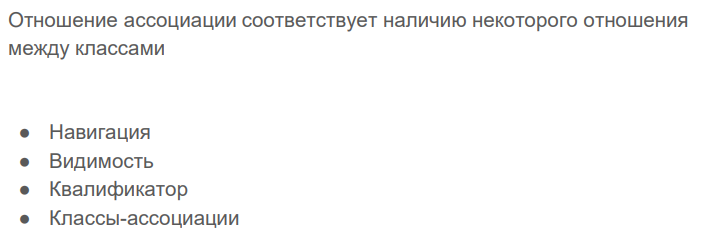 Отношение ассоциации соответствует наличию некоторого отношения
между классами
● Навигация
● Видимость
● Квалификатор
● Классы-ассоциации